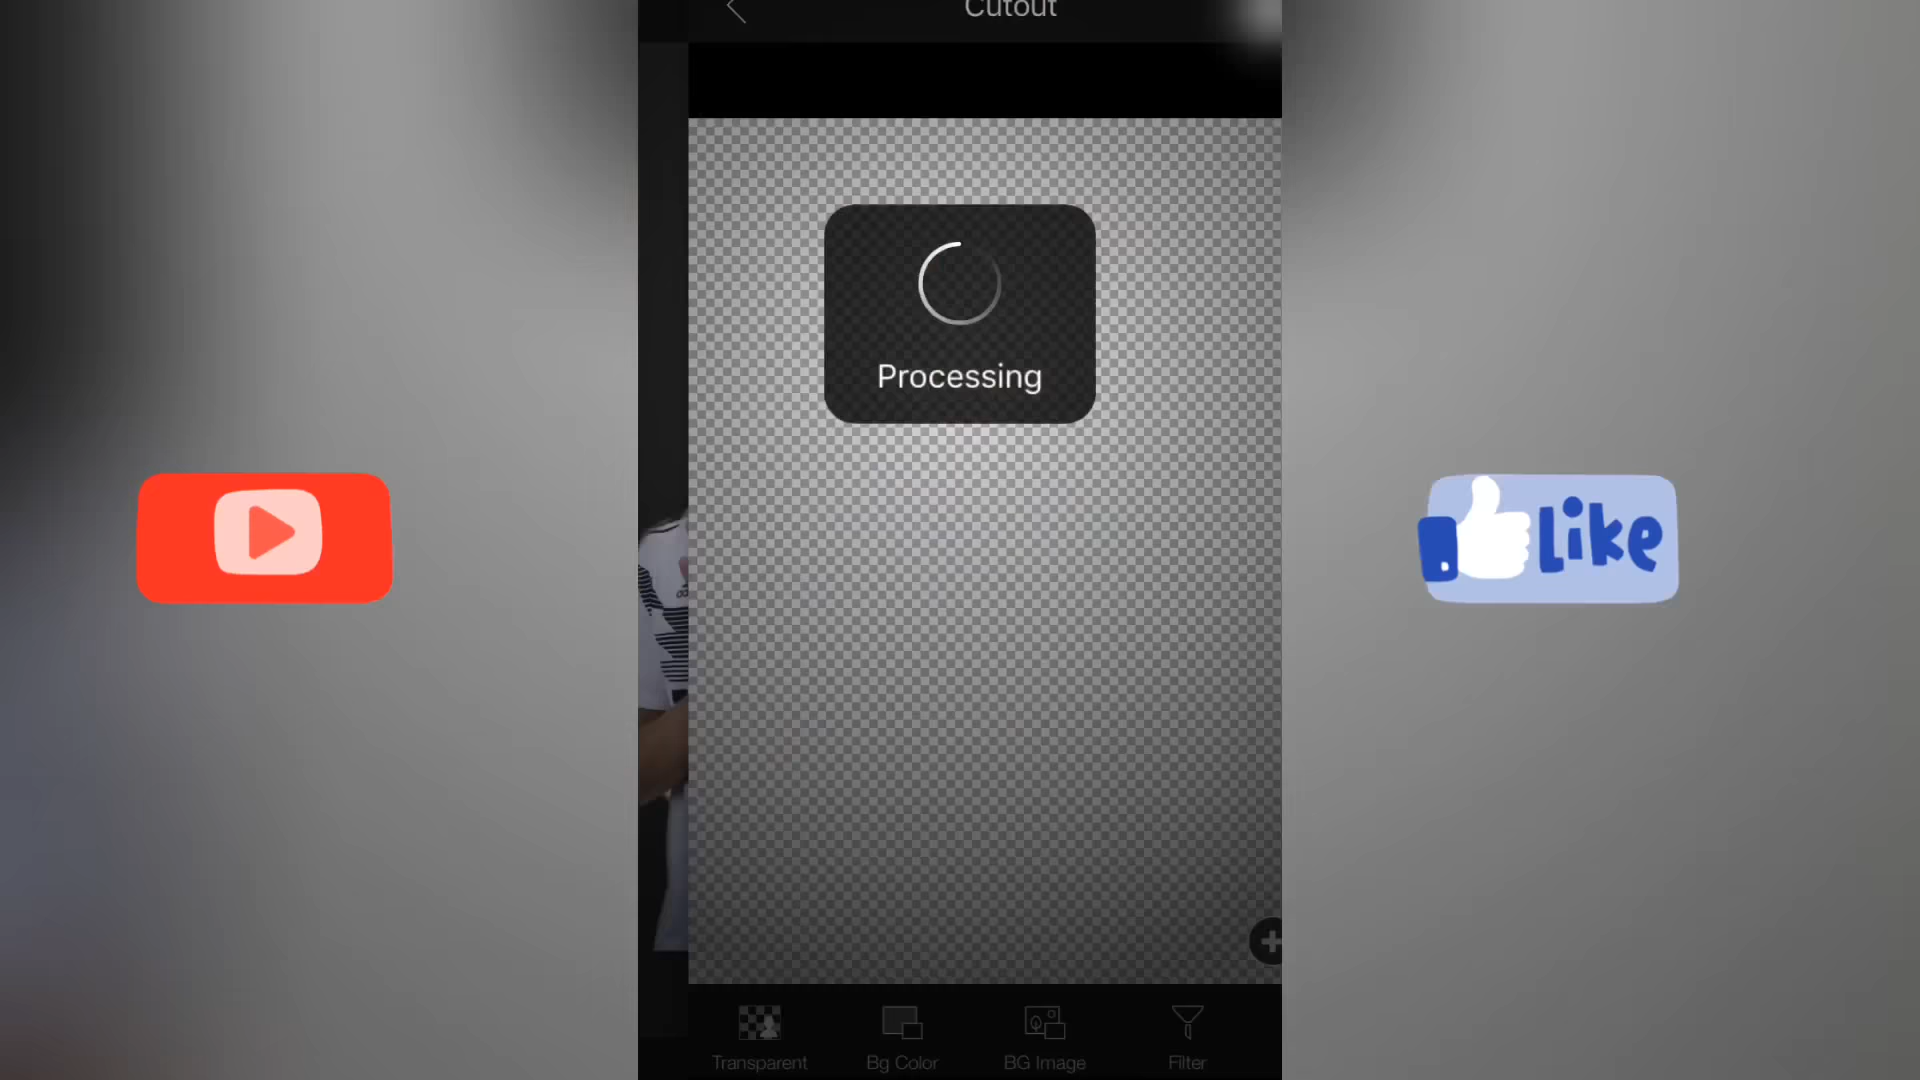 Cutout
Processing
Like
Transparent
Bg Color
BG Image
Filter